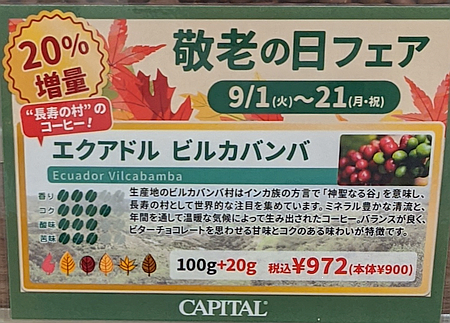 20%
増量
敬老の日フェア
9/1(火)～21(月・祝)
"長寿の村"の
コーヒー！
エクアドル ビルカバンバ
Ecuador Vilcabamba
香り
コク
酸味
苦味
生産地のビルカバンバ村はインカ族の方言で「神聖なる谷」を意味し、
長寿の村として世界的な注目を集めています。ミネラル豊かな清流と、
年間を通して温暖な気候によって生み出されたコーヒー。バランスが良く、
ビターチョコレートを思わせる甘味とコクのある味わいが特徴です。
100g+20g 税込¥972(本体¥900)
CAPITAL®